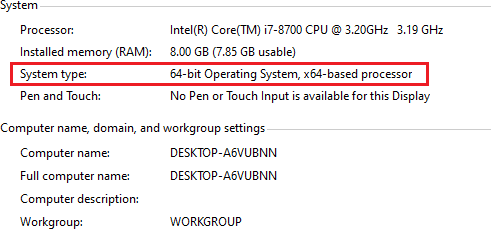 System
Processor: Intel(R) Core(TM) i7-8700 CPU @ 3.20GHz 3.19 GHz
Installed memory (RAM): 8.00 GB (7.85 GB usable)
System type: 64-bit Operating System, x64-based processor
Pen and Touch: No Pen or Touch Input is available for this Display
Computer name, domain, and workgroup settings
Computer name: DESKTOP-A6VUBNN
Full computer name: DESKTOP-A6VUBNN
Computer description:
Workgroup: WORKGROUP